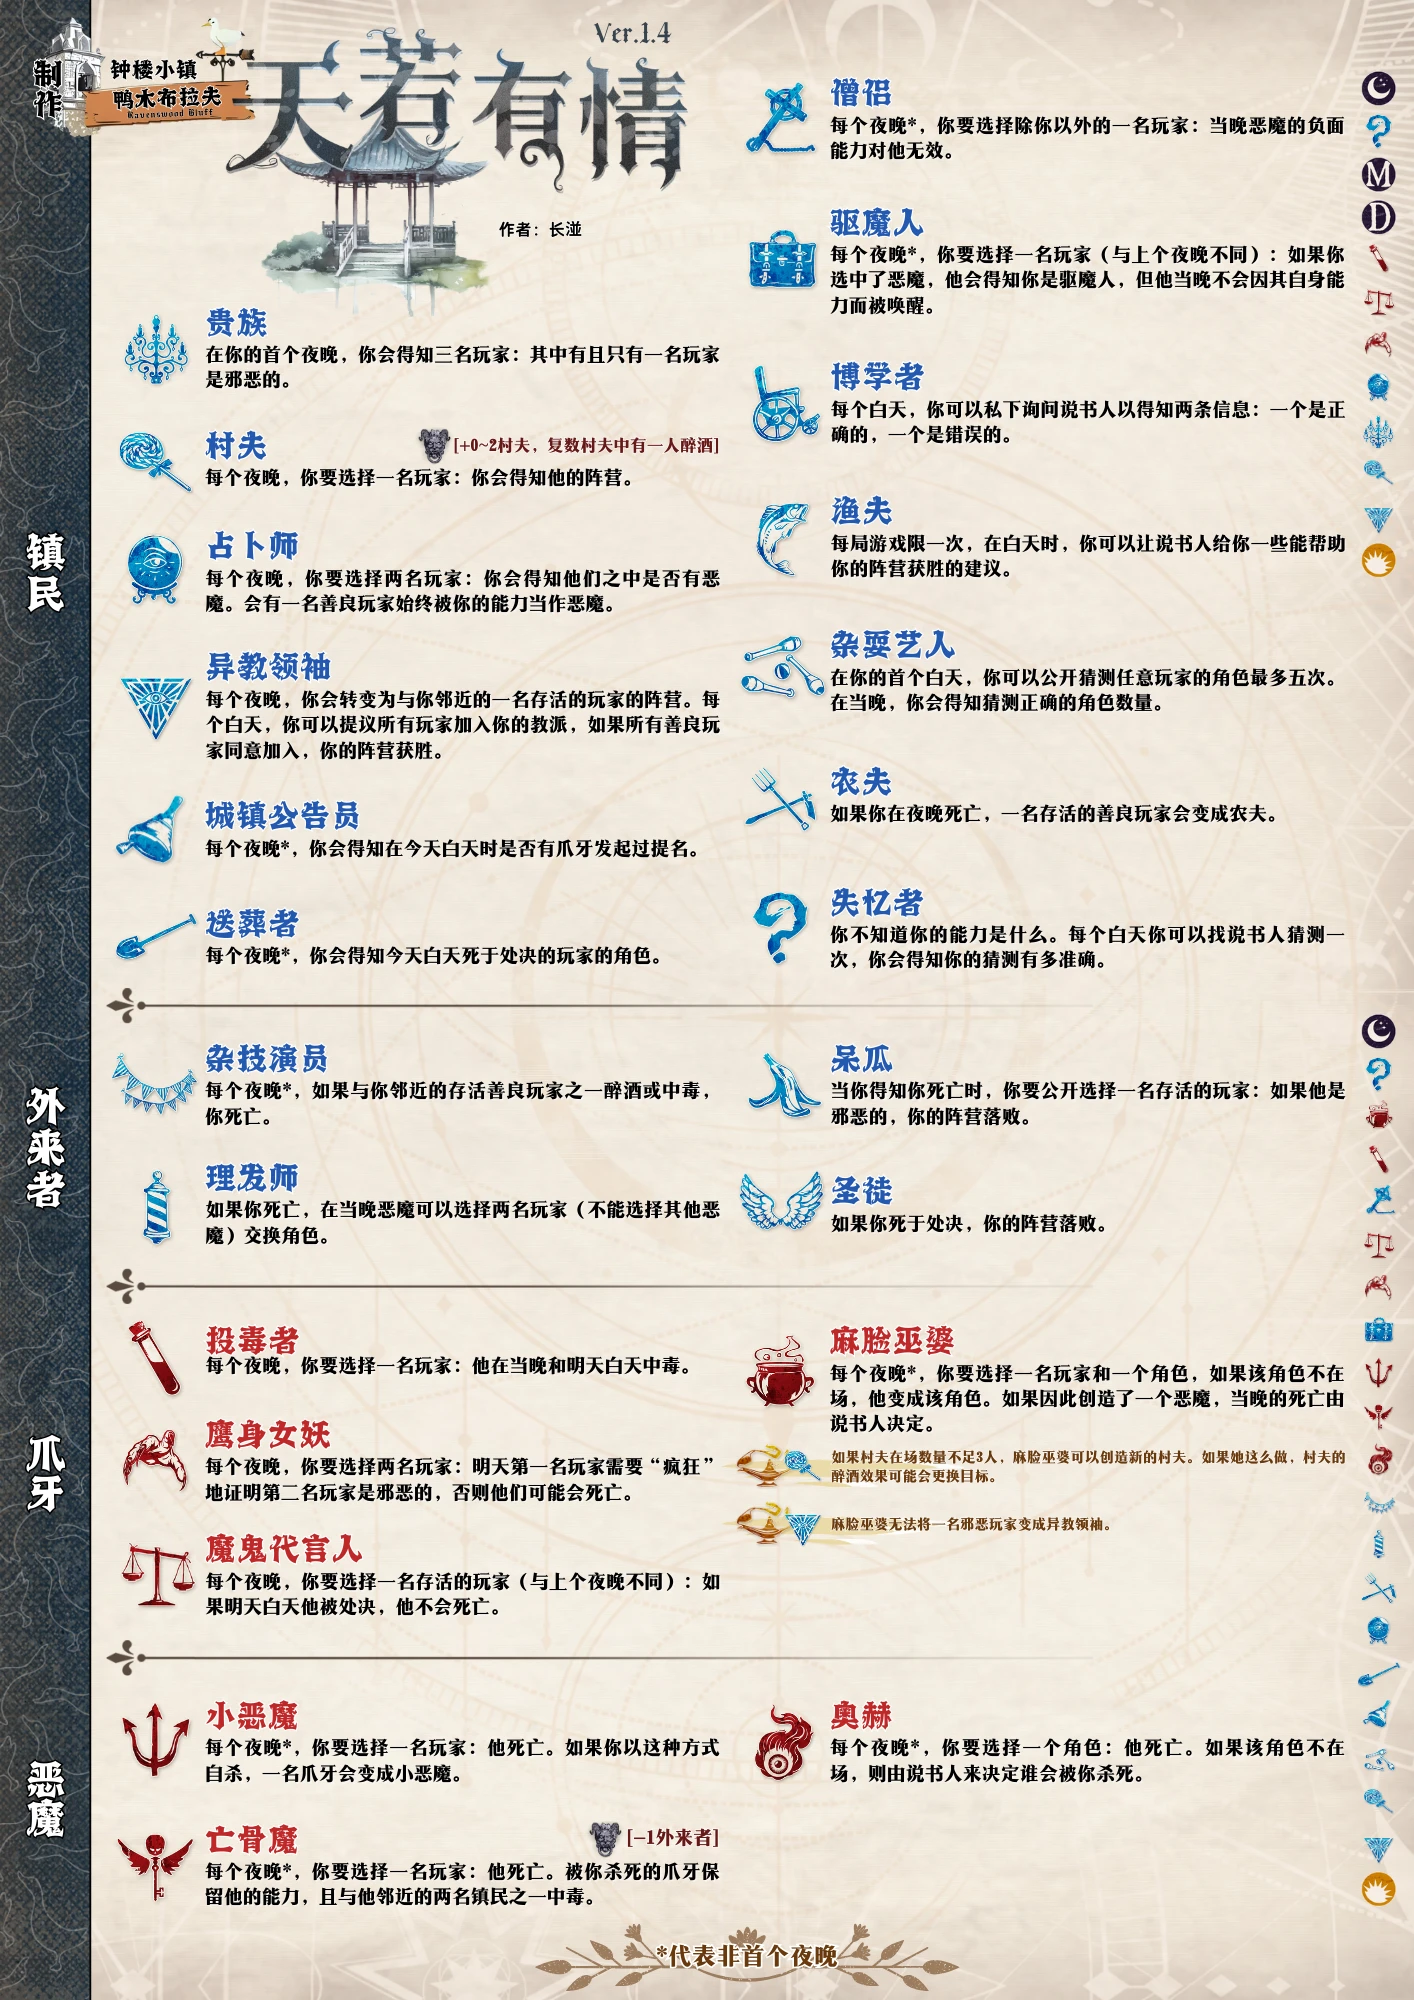 Ver.1.4
制作
钟楼小镇
鸦木布拉夫
Ravenswood Bluff
天若有情
作者：长湴
镇民
贵族
在你的首个夜晚，你会得知三名玩家：其中有且只有一名玩家
是邪恶的。
村夫
[+0~2村夫，复数村夫中有一人醉酒]
每个夜晚，你要选择一名玩家：你会得知他的阵营。
占卜师
每个夜晚，你要选择两名玩家：你会得知他们之中是否有恶
魔。会有一名善良玩家始终被你的能力当作恶魔。
异教领袖
每个夜晚，你会转变为与你邻近的一名存活的玩家的阵营。每
个白天，你可以提议所有玩家加入你的教派，如果所有善良玩
家同意加入，你的阵营获胜。
城镇公告员
每个夜晚*，你会得知在今天白天时是否有爪牙发起过提名。
送葬者
每个夜晚*，你会得知今天白天死于处决的玩家的角色。
僧侣
每个夜晚*，你要选择除你以外的一名玩家：当晚恶魔的负面
能力对他无效。
驱魔人
每个夜晚*，你要选择一名玩家（与上个夜晚不同）：如果你
选中了恶魔，他会得知你是驱魔人，但他当晚不会因其自身能
力而被唤醒。
博学者
每个白天，你可以私下询问说书人以得知两条信息：一个是正
确的，一个是错误的。
渔夫
每局游戏限一次，在白天时，你可以让说书人给你一些能帮助
你的阵营获胜的建议。
杂耍艺人
在你的首个白天，你可以公开猜测任意玩家的角色最多五次。
在当晚，你会得知猜测正确的角色数量。
农夫
如果你在夜晚死亡，一名存活的善良玩家会变成农夫。
失忆者
你不知道你的能力是什么。每个白天你可以找说书人猜测一
次，你会得知你的猜测有多准确。
M
D
外来者
杂技演员
每个夜晚*，如果与你邻近的存活善良玩家之一醉酒或中毒，
你死亡。
理发师
如果你死亡，在当晚恶魔可以选择两名玩家（不能选择其他恶
魔）交换角色。
呆瓜
当你得知你死亡时，你要公开选择一名存活的玩家：如果他是
邪恶的，你的阵营落败。
圣徒
如果你死于处决，你的阵营落败。
爪牙
投毒者
每个夜晚，你要选择一名玩家：他在当晚和明天白天中毒。
鹰身女妖
每个夜晚，你要选择两名玩家：明天第一名玩家需要“疯狂”
地证明第二名玩家是邪恶的，否则他们可能会死亡。
魔鬼代言人
每个夜晚，你要选择一名存活的玩家（与上个夜晚不同）：如
果明天白天他被处决，他不会死亡。
麻脸巫婆
每个夜晚*，你要选择一名玩家和一个角色，如果该角色不在
场，他变成该角色。如果因此创造了一个恶魔，当晚的死亡由
说书人决定。
如果村夫在场数量不足3人，麻脸巫婆可以创造新的村夫。如果她这么做，村夫的
醉酒效果可能会更换目标。
麻脸巫婆无法将一名邪恶玩家变成异教领袖。
恶魔
小恶魔
每个夜晚*，你要选择一名玩家：他死亡。如果你以这种方式
自杀，一名爪牙会变成小恶魔。
亡骨魔
[-1外来者]
每个夜晚*，你要选择一名玩家：他死亡。被你杀死的爪牙保
留他的能力，且与他邻近的两名镇民之一中毒。
奥赫
每个夜晚*，你要选择一个角色：他死亡。如果该角色不在
场，则由说书人来决定谁会被你杀死。
*代表非首个夜晚